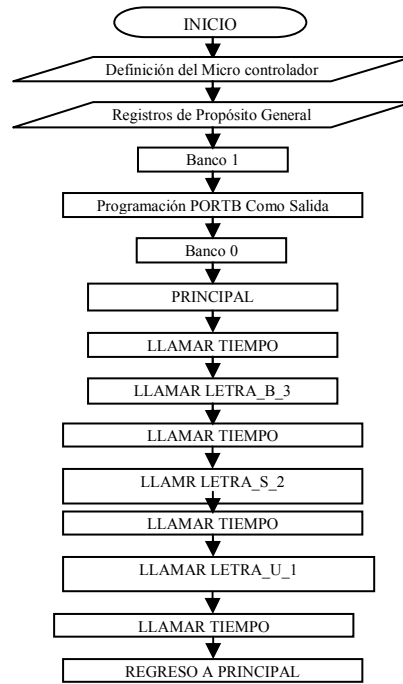 INICIO
Definición del Micro controlador
Registros de Propósito General
Banco 1
Programación PORTB Como Salida
Banco 0
PRINCIPAL
LLAMAR TIEMPO
LLAMAR LETRA_B_3
LLAMAR TIEMPO
LLAMR LETRA_S_2
LLAMAR TIEMPO
LLAMAR LETRA_U_1
LLAMAR TIEMPO
REGRESO A PRINCIPAL